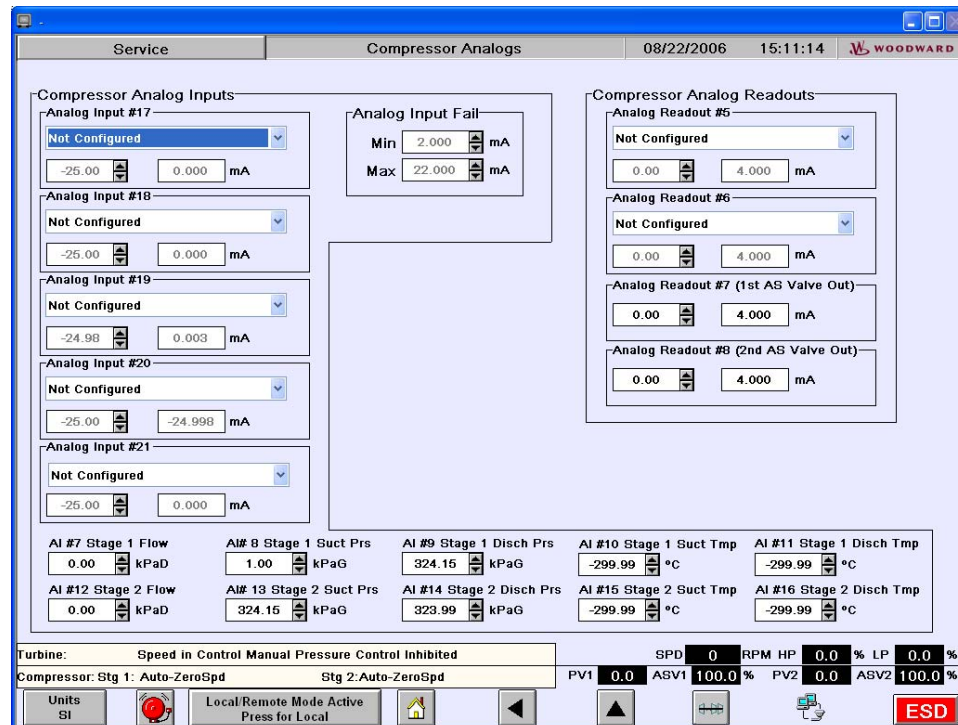 Service
Compressor Analogs
08/22/2006
15:11:14
WOODWARD
Compressor Analog Inputs
Analog Input #17
Not Configured
-25.00 0.000 mA
Analog Input #18
Not Configured
-25.00 0.000 mA
Analog Input #19
Not Configured
-24.98 0.003 mA
Analog Input #20
Not Configured
-25.00 -24.998 mA
Analog Input #21
Not Configured
-25.00 0.000 mA
Analog Input Fail
Min 2.000 mA
Max 22.000 mA
Compressor Analog Readouts
Analog Readout #5
Not Configured
0.00 4.000 mA
Analog Readout #6
Not Configured
0.00 4.000 mA
Analog Readout #7 (1st AS Valve Out)
0.00 4.000 mA
Analog Readout #8 (2nd AS Valve Out)
0.00 4.000 mA
AI #7 Stage 1 Flow
0.00 kPaD
AI# 8 Stage 1 Suct Prs
1.00 kPaG
AI #9 Stage 1 Disch Prs
324.15 kPaG
AI #10 Stage 1 Suct Tmp
-299.99 ºC
AI #11 Stage 1 Disch Tmp
-299.99 ºC
AI #12 Stage 2 Flow
0.00 kPaD
AI# 13 Stage 2 Suct Prs
324.15 kPaG
AI #14 Stage 2 Disch Prs
323.99 kPaG
AI #15 Stage 2 Suct Tmp
-299.99 ºC
AI #16 Stage 2 Disch Tmp
-299.99 ºC
Turbine: Speed in Control Manual Pressure Control Inhibited
SPD 0 RPM HP 0.0 % LP 0.0 %
Compressor: Stg 1: Auto-ZeroSpd Stg 2:Auto-ZeroSpd
PV1 0.0 ASV1 100.0 % PV2 0.0 ASV2 100.0 %
Units
SI
Local/Remote Mode Active
Press for Local
ESD